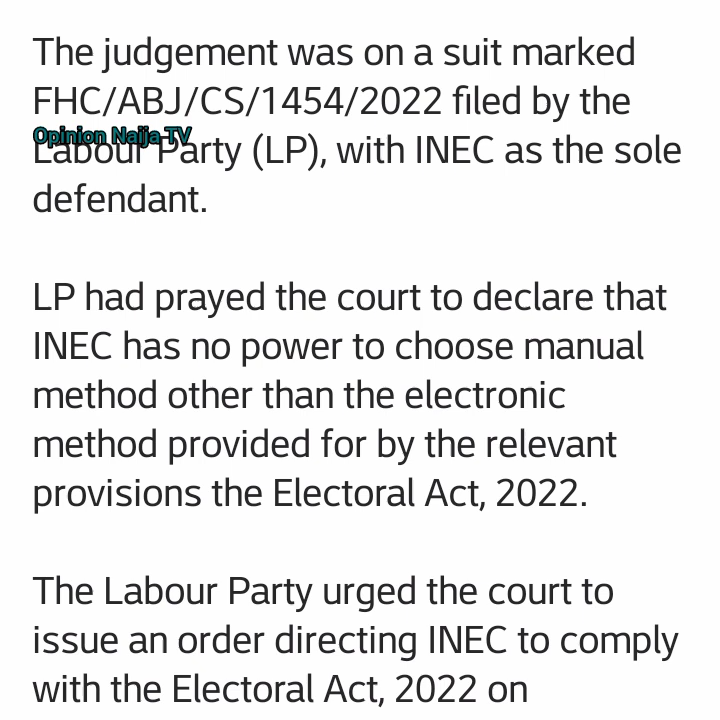 The judgement was on a suit marked
FHC/ABJ/CS/1454/2022 filed by the
Opinion Naija TV
Labour Party (LP), with INEC as the sole
defendant.
LP had prayed the court to declare that
INEC has no power to choose manual
method other than the electronic
method provided for by the relevant
provisions the Electoral Act, 2022.
The Labour Party urged the court to
issue an order directing INEC to comply
with the Electoral Act, 2022 on